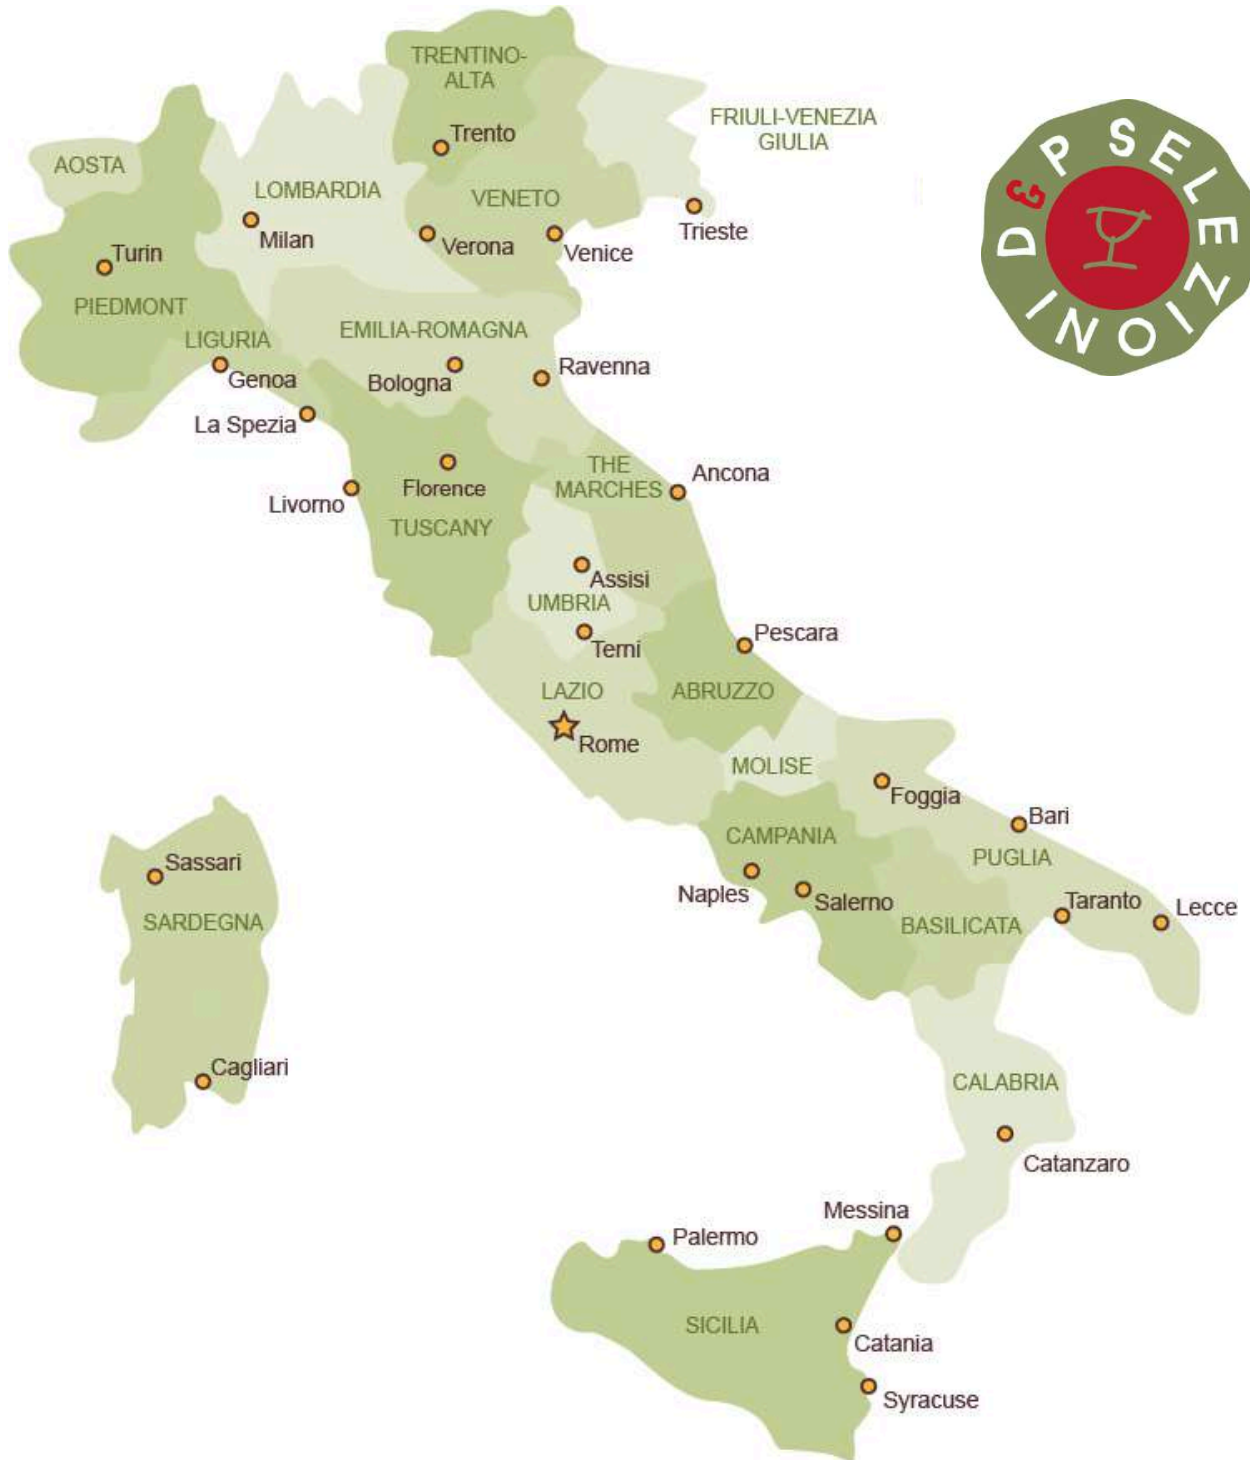 TRENTINO-
ALTA
Trento
FRIULI-VENEZIA
GIULIA
D&P SELEZIONI
AOSTA
LOMBARDIA
VENETO
Milan
Verona
Venice
Trieste
Turin
PIEDMONT
LIGURIA
EMILIA-ROMAGNA
Genoa
Bologna
Ravenna
La Spezia
THE
MARCHES
Ancona
Livorno
Florence
TUSCANY
Assisi
UMBRIA
Terni
Pescara
LAZIO
ABRUZZO
Rome
MOLISE
Foggia
Bari
CAMPANIA
PUGLIA
Sassari
Naples
Salerno
Taranto
Lecce
SARDEGNA
BASILICATA
Cagliari
CALABRIA
Catanzaro
Messina
Palermo
SICILIA
Catania
Syracuse